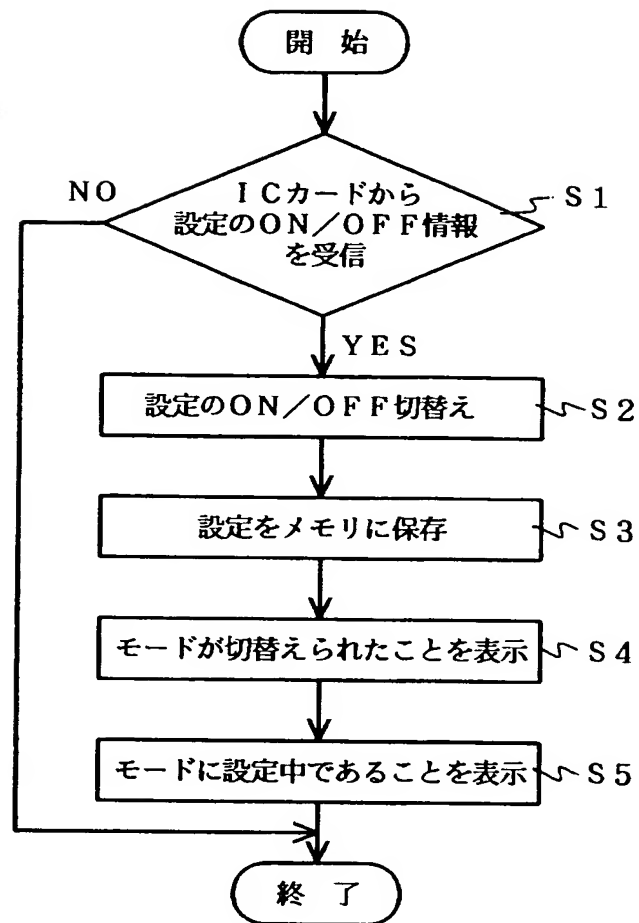 開 始
NO
ICカードから
設定のON/OFF情報
を受信
S1
YES
設定のON/OFF切替え
S2
設定をメモリに保存
S3
モードが切替えられたことを表示
S4
モードに設定中であることを表示
S5
終 了